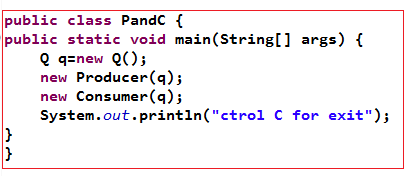 public class PandC {
public static void main(String[] args) {
Q q=new Q();
new Producer(q);
new Consumer(q);
System.out.println("ctrol C for exit");
}
}